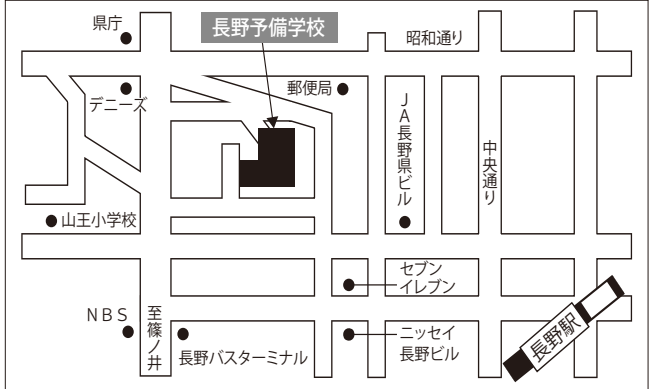 県庁
長野予備学校
昭和通り
デニーズ
郵便局
JA長野県ビル
中央通り
山王小学校
セブン
イレブン
NBS
至篠ノ井
長野バスターミナル
ニッセイ
長野ビル
長野駅